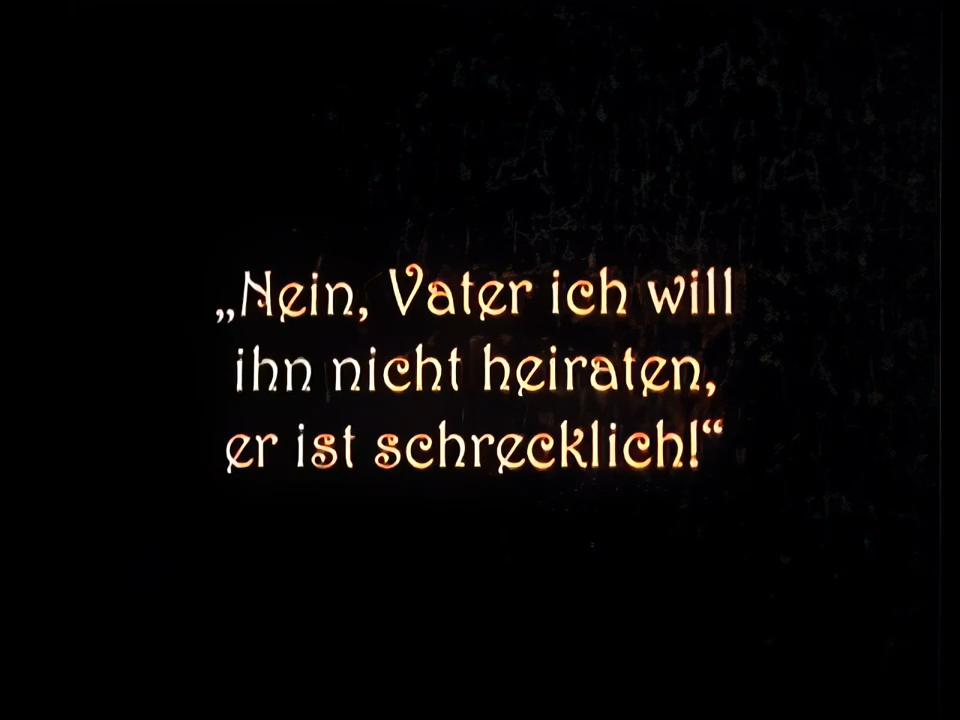 „Nein, Vater ich will
ihn nicht heiraten,
er ist schrecklich!“